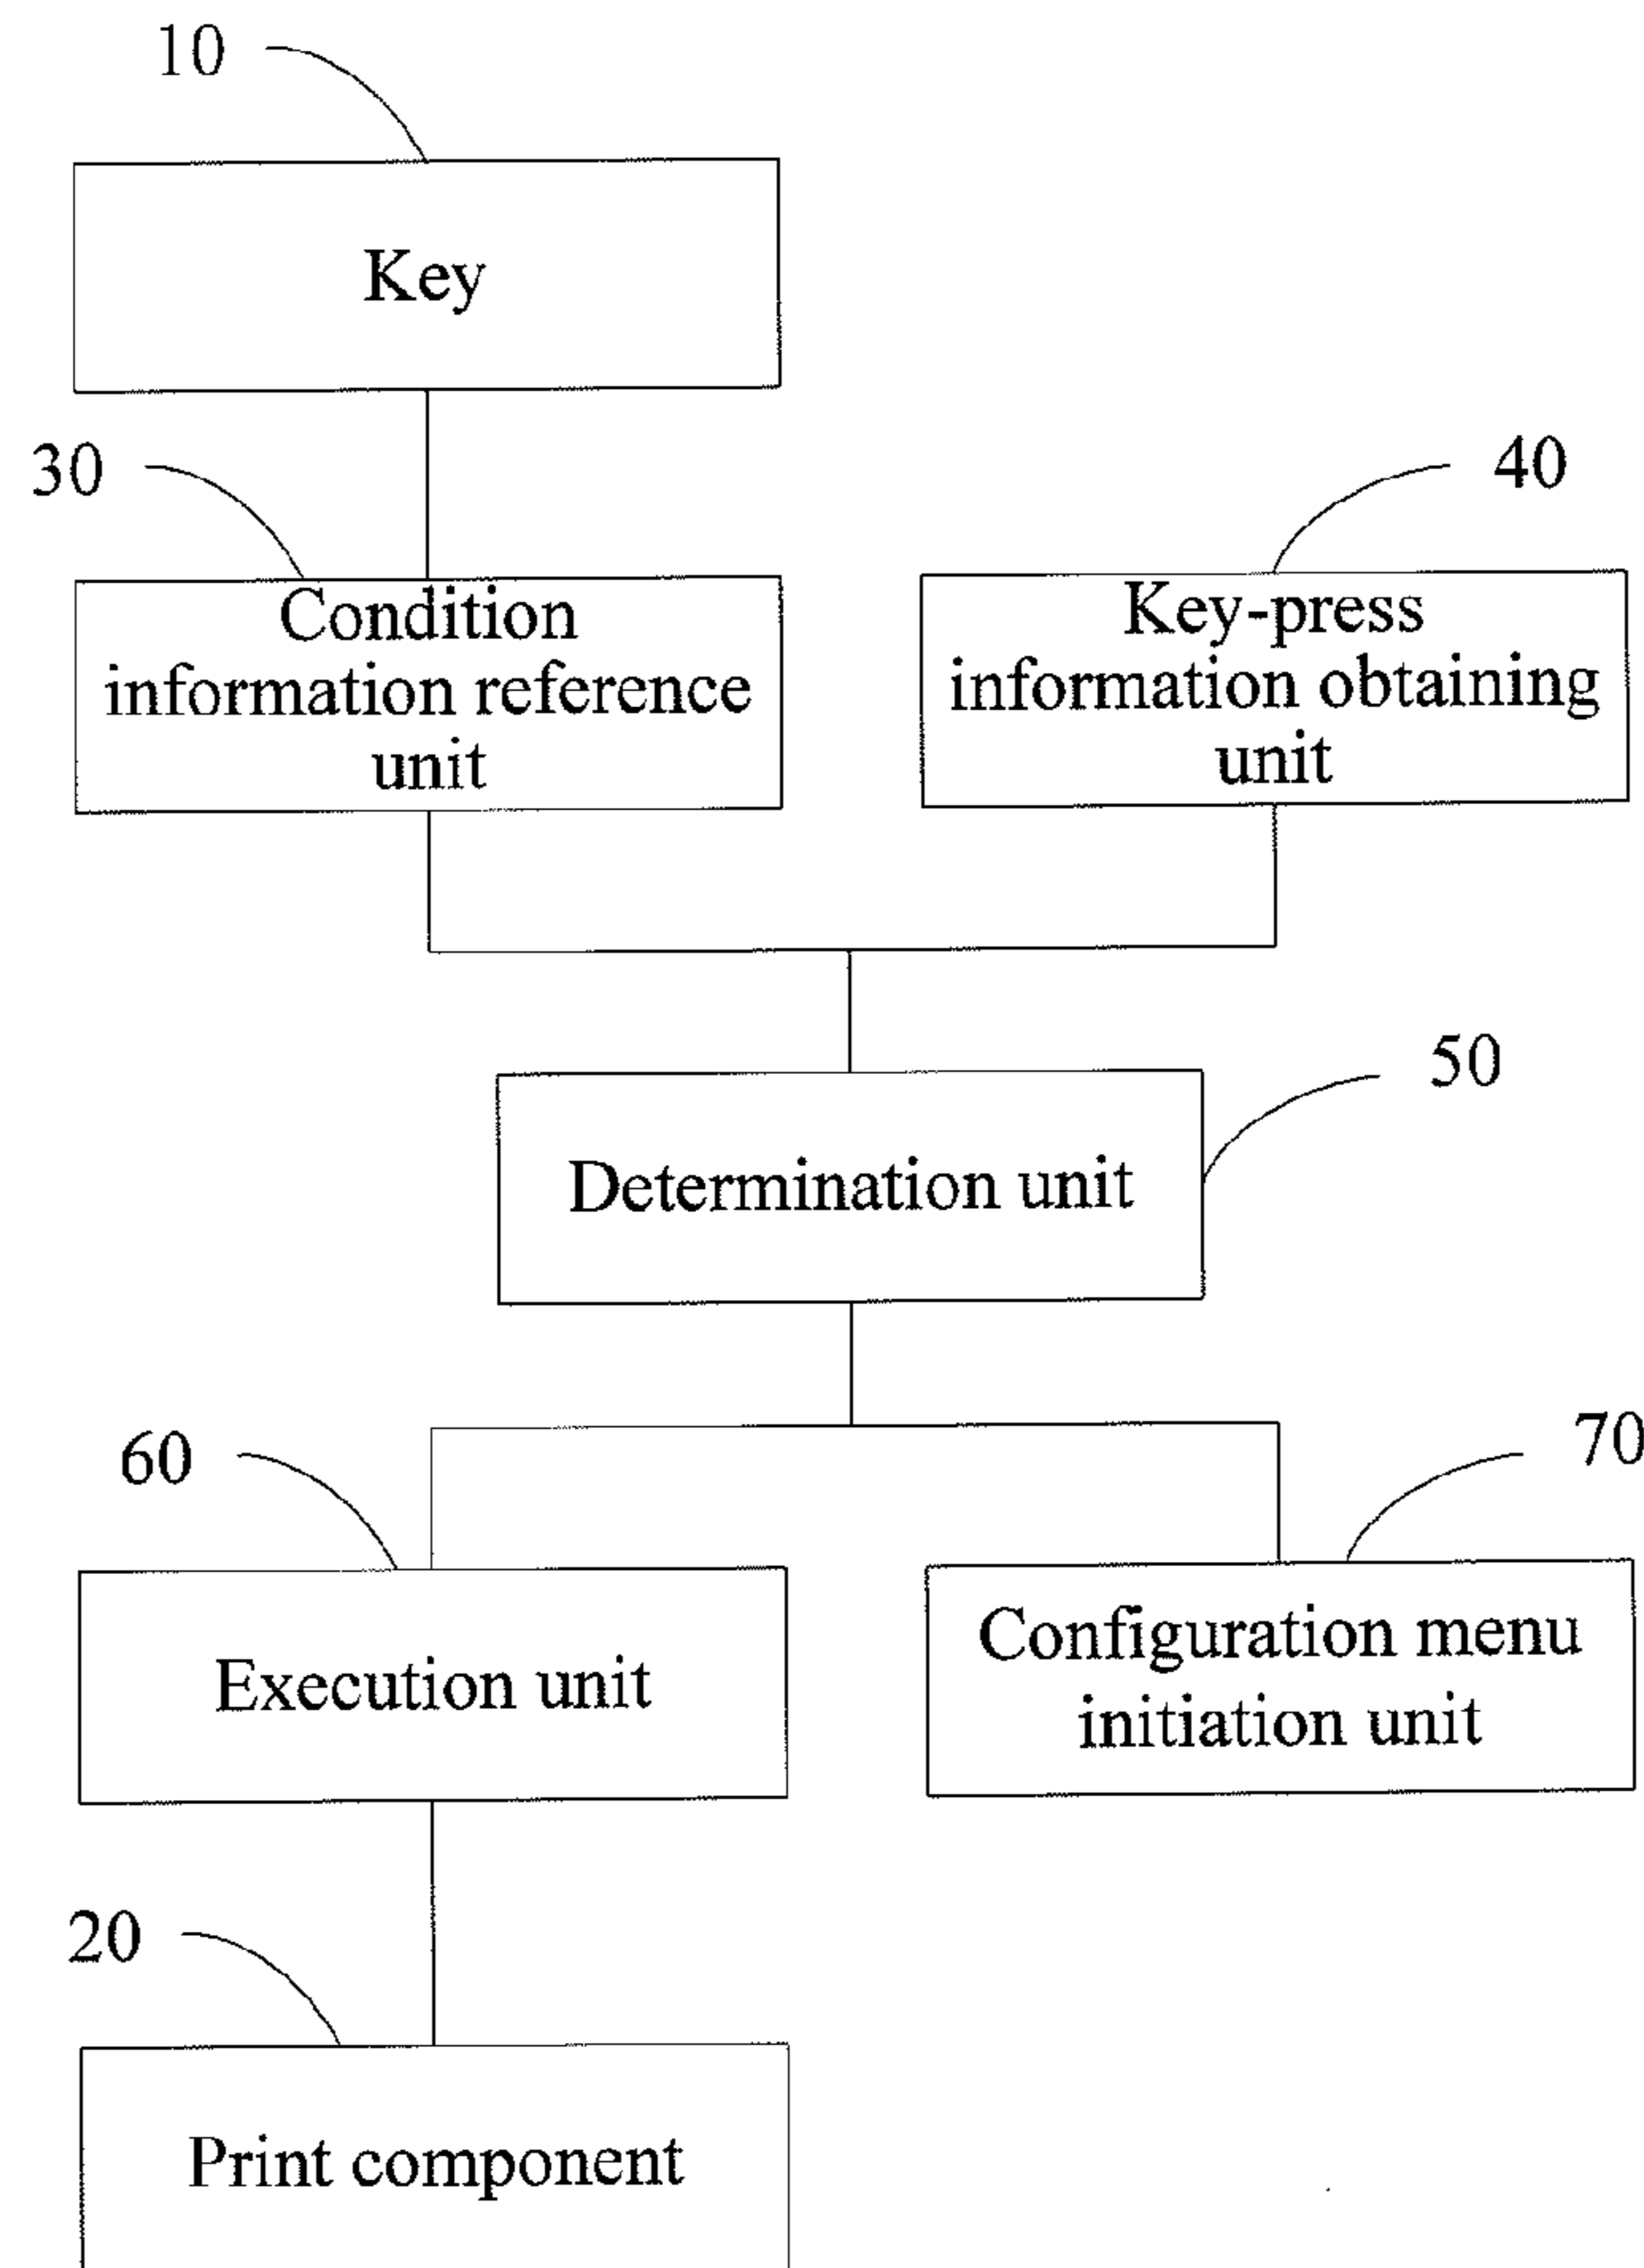 10
Key
30
40
Condition
information reference
unit
Key-press
information obtaining
unit
50
Determination unit
60
70
Execution unit
Configuration menu
initiation unit
20
Print component